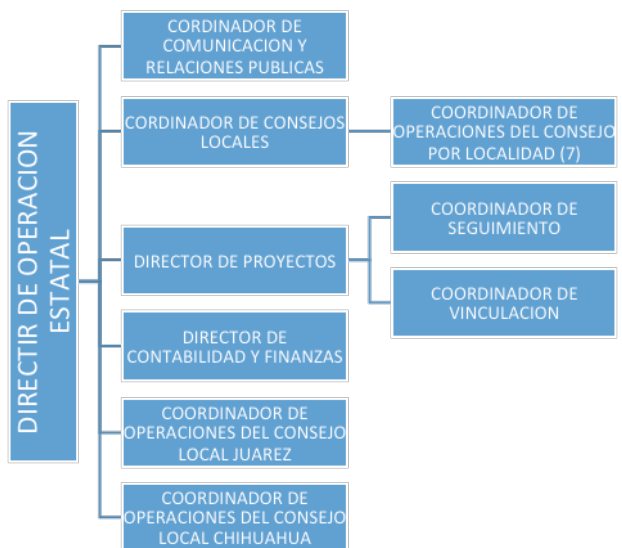 DIRECTIR DE OPERACION
ESTATAL
CORDINADOR DE
COMUNICACION Y
RELACIONES PUBLICAS
CORDINADOR DE CONSEJOS
LOCALES
COORDINADOR DE
OPERACIONES DEL CONSEJO
POR LOCALIDAD (7)
DIRECTOR DE PROYECTOS
COORDINADOR DE
SEGUIMIENTO
COORDINADOR DE
VINCULACION
DIRECTOR DE
CONTABILIDAD Y FINANZAS
COORDINADOR DE
OPERACIONES DEL CONSEJO
LOCAL JUAREZ
COORDINADOR DE
OPERACIONES DEL CONSEJO
LOCAL CHIHUAHUA